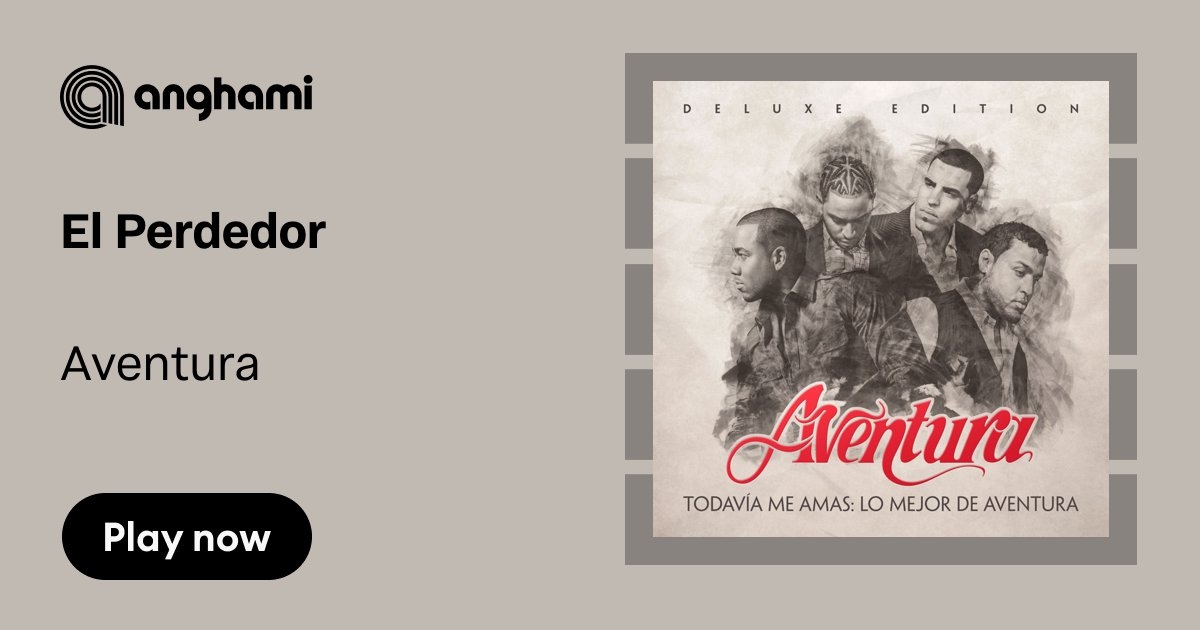 anghami
El Perdedor
Aventura
Play now
DELUXE EDITION
Aventura
TODAVÍA ME AMAS: LO MEJOR DE AVENTURA